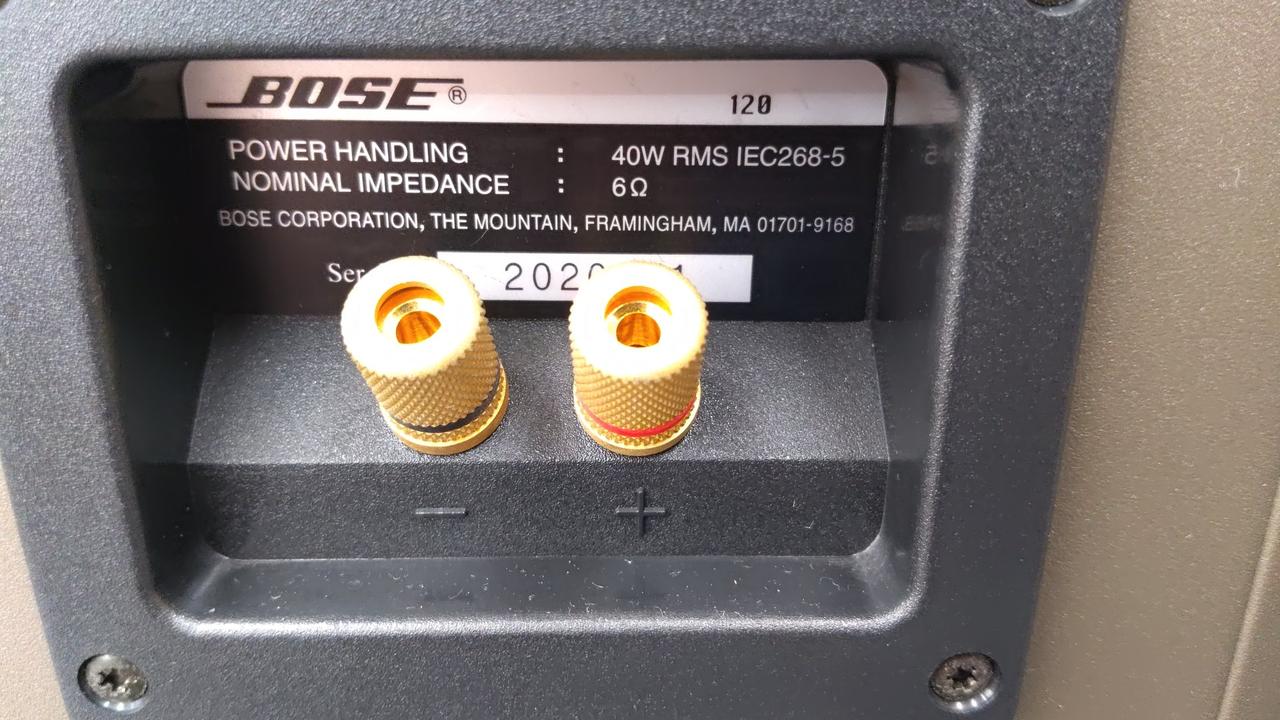 BOSE®
120
POWER HANDLING : 40W RMS IEC268-5
NOMINAL IMPEDANCE : 6Ω
BOSE CORPORATION, THE MOUNTAIN, FRAMINGHAM, MA 01701-9168
− +